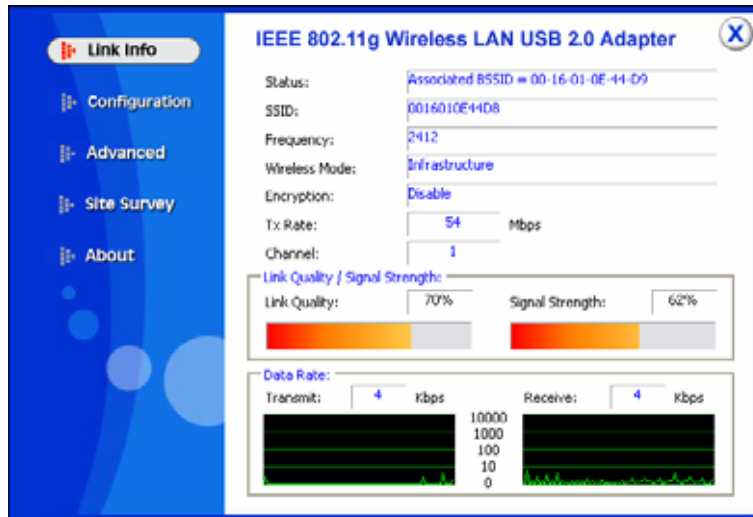 Link Info
Configuration
Advanced
Site Survey
About
IEEE 802.11g Wireless LAN USB 2.0 Adapter
X
Status: Associated BSSID = 00-16-01-0E-44-D9
SSID: 0016010E44D8
Frequency: 2412
Wireless Mode: Infrastructure
Encryption: Disable
Tx Rate: 54 Mbps
Channel: 1
Link Quality / Signal Strength:
Link Quality: 70% Signal Strength: 62%
Data Rate:
Transmit: 4 Kbps Receive: 4 Kbps
10000
1000
100
10
0